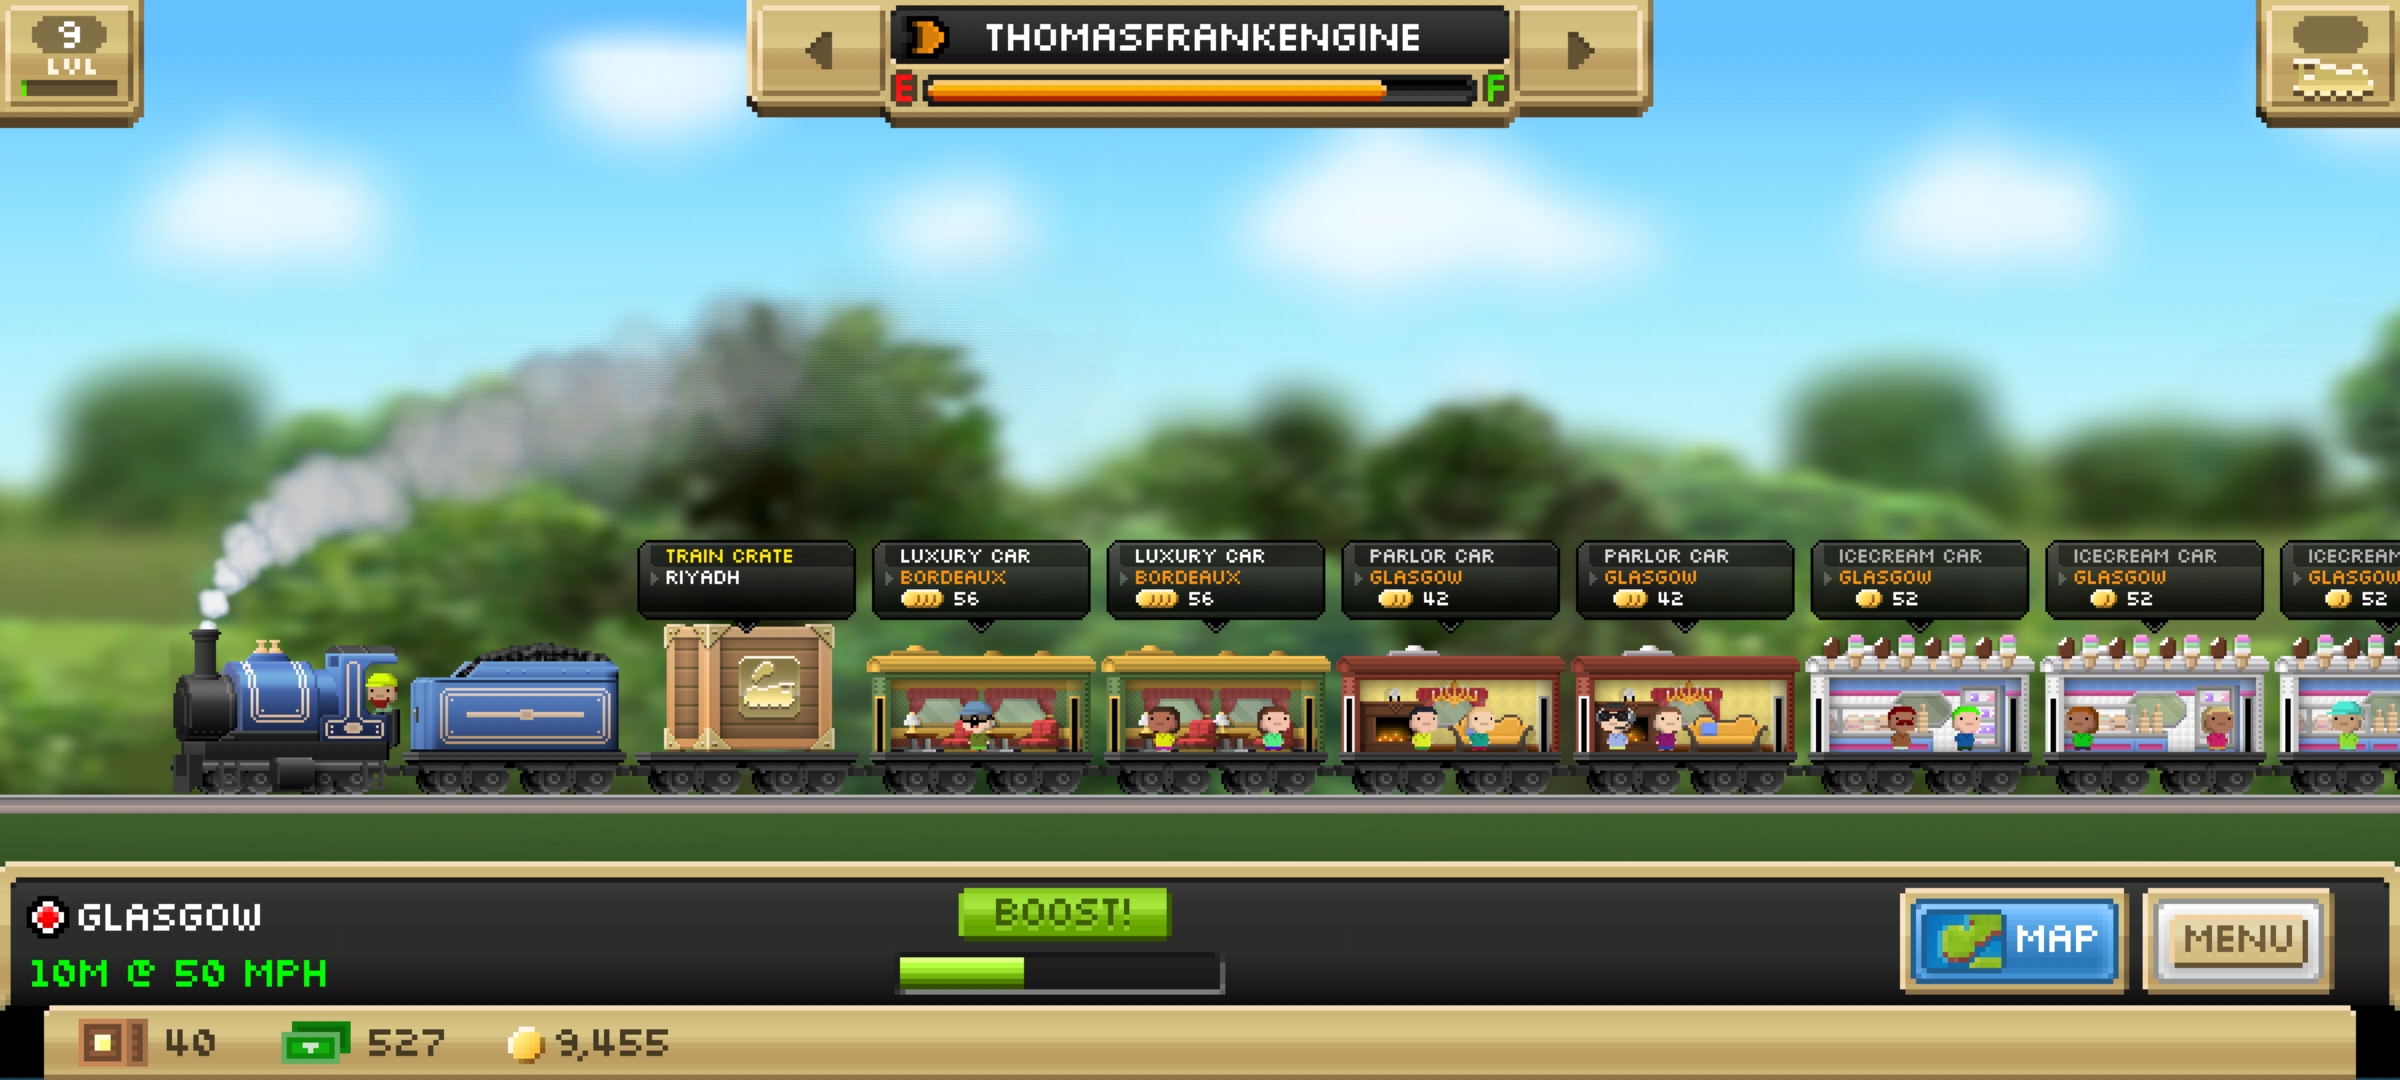 9
LVL
THOMASFRANKENGINE
E F
TRAIN CRATE
RIYADH
LUXURY CAR
BORDEAUX
56
LUXURY CAR
BORDEAUX
56
PARLOR CAR
GLASGOW
42
PARLOR CAR
GLASGOW
42
ICECREAM CAR
GLASGOW
52
ICECREAM CAR
GLASGOW
52
ICECREAM
GLASGOW
52
GLASGOW
10M @ 50 MPH
BOOST!
MAP
MENU
40
527
9,455